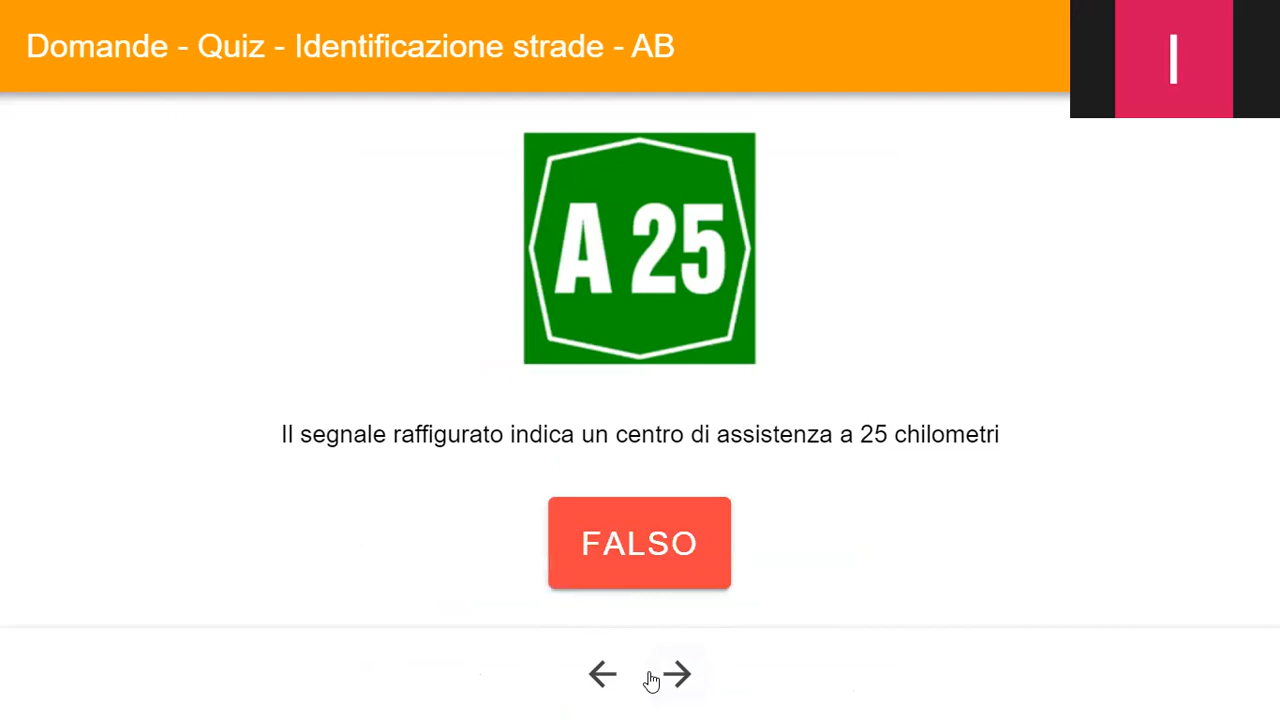 Domande - Quiz - Identificazione strade - AB
I
A 25
Il segnale raffigurato indica un centro di assistenza a 25 chilometri
FALSO